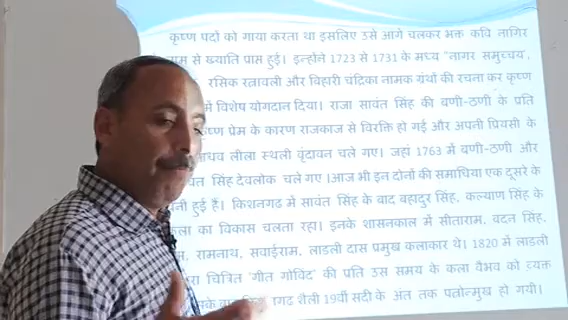 कृष्ण पदों को गाया करता था इसलिए उसे आगे चलकर भक्त कवि नागरि
से ख्याति प्राप्त हुई। इन्होंने 1723 से 1731 के मध्य "नागर समुच्चय',
रसिक रत्नावली और विहारी चंद्रिका नामक ग्रंथों की रचना कर कृष्ण
में विशेष योगदान दिया। राजा सावंत सिंह की बणी-ठणी के प्रति
प्रेम के कारण राजकाज से विरक्ति हो गई और अपनी प्रियसी के
लीला स्थली वृंदावन चले गए। जहां 1763 में बणी-ठणी और
सिंह देवलोक चले गए।आज भी इन दोनों की समाधिया एक दूसरे के
हुई हैं। किशनगढ में सावंत सिंह के बाद बहादुर सिंह, कल्याण सिंह के
का विकास चलता रहा। इनके शासनकाल में सीताराम, बदन सिंह,
रामनाथ, सवाईराम, लाडली दास प्रमुख कलाकार थे। 1820 में लाडली
चित्रित 'गीत गोविंद' की प्रति उस समय के कला वैभव को व्यक्त
शैली 19वीं सदी के अंत तक पतोन्मुख हो गयी।